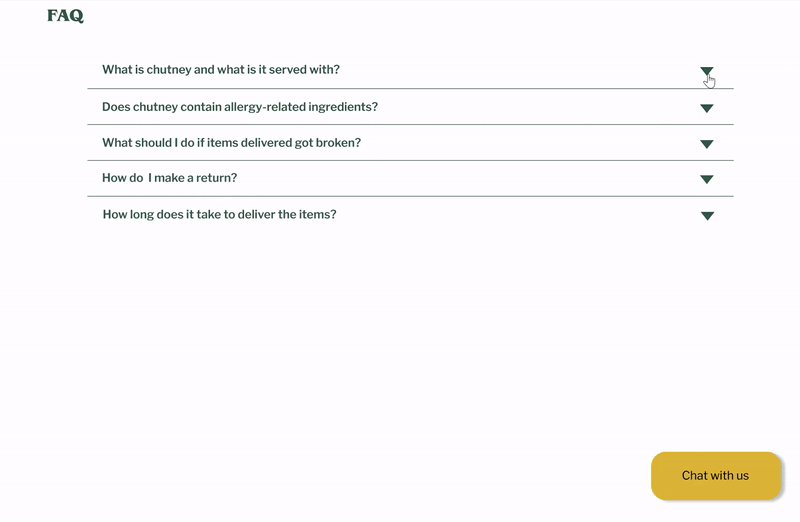 FAQ
What is chutney and what is it served with?
Does chutney contain allergy-related ingredients?
What should I do if items delivered got broken?
How do  I make a return?
How long does it take to deliver the items?
Chat with us